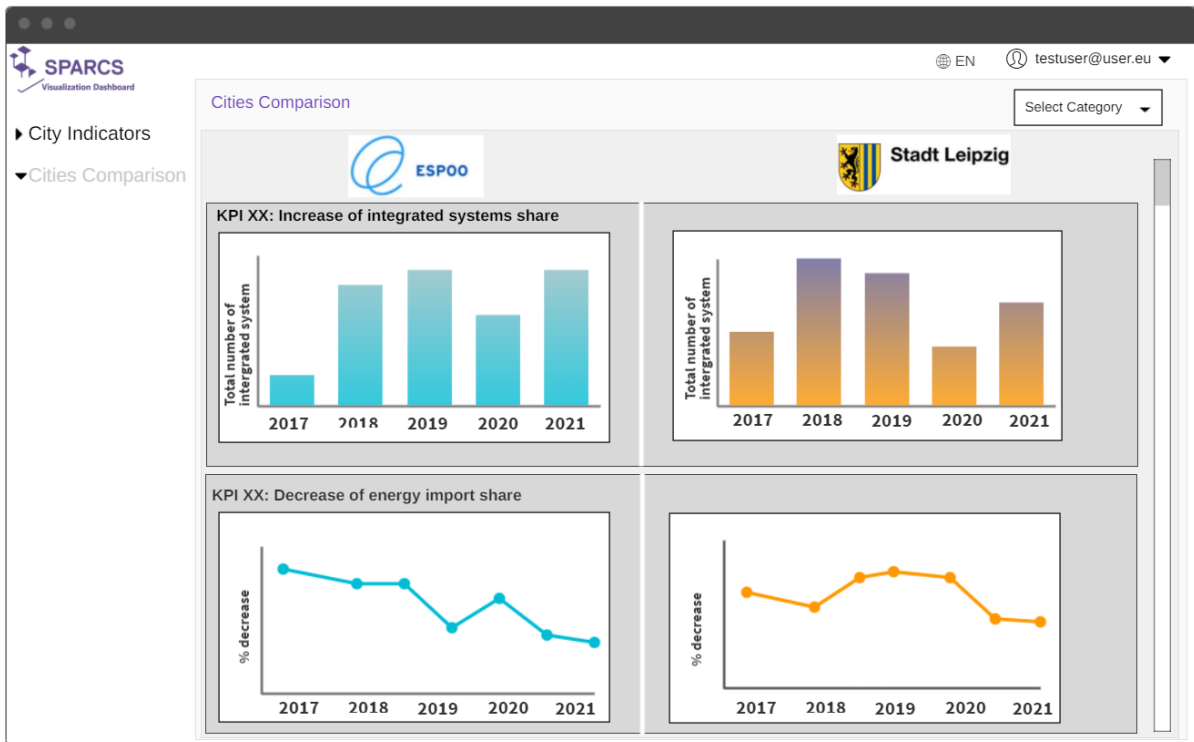 SPARCS
Visualization Dashboard
EN
testuser@user.eu
City Indicators
Cities Comparison
Cities Comparison
Select Category
ESPOO
Stadt Leipzig
KPI XX: Increase of integrated systems share
Total number of
intergrated system
2017 2018 2019 2020 2021
Total number of
intergrated system
2017 2018 2019 2020 2021
KPI XX: Decrease of energy import share
% decrease
2017 2018 2019 2020 2021
% decrease
2017 2018 2019 2020 2021